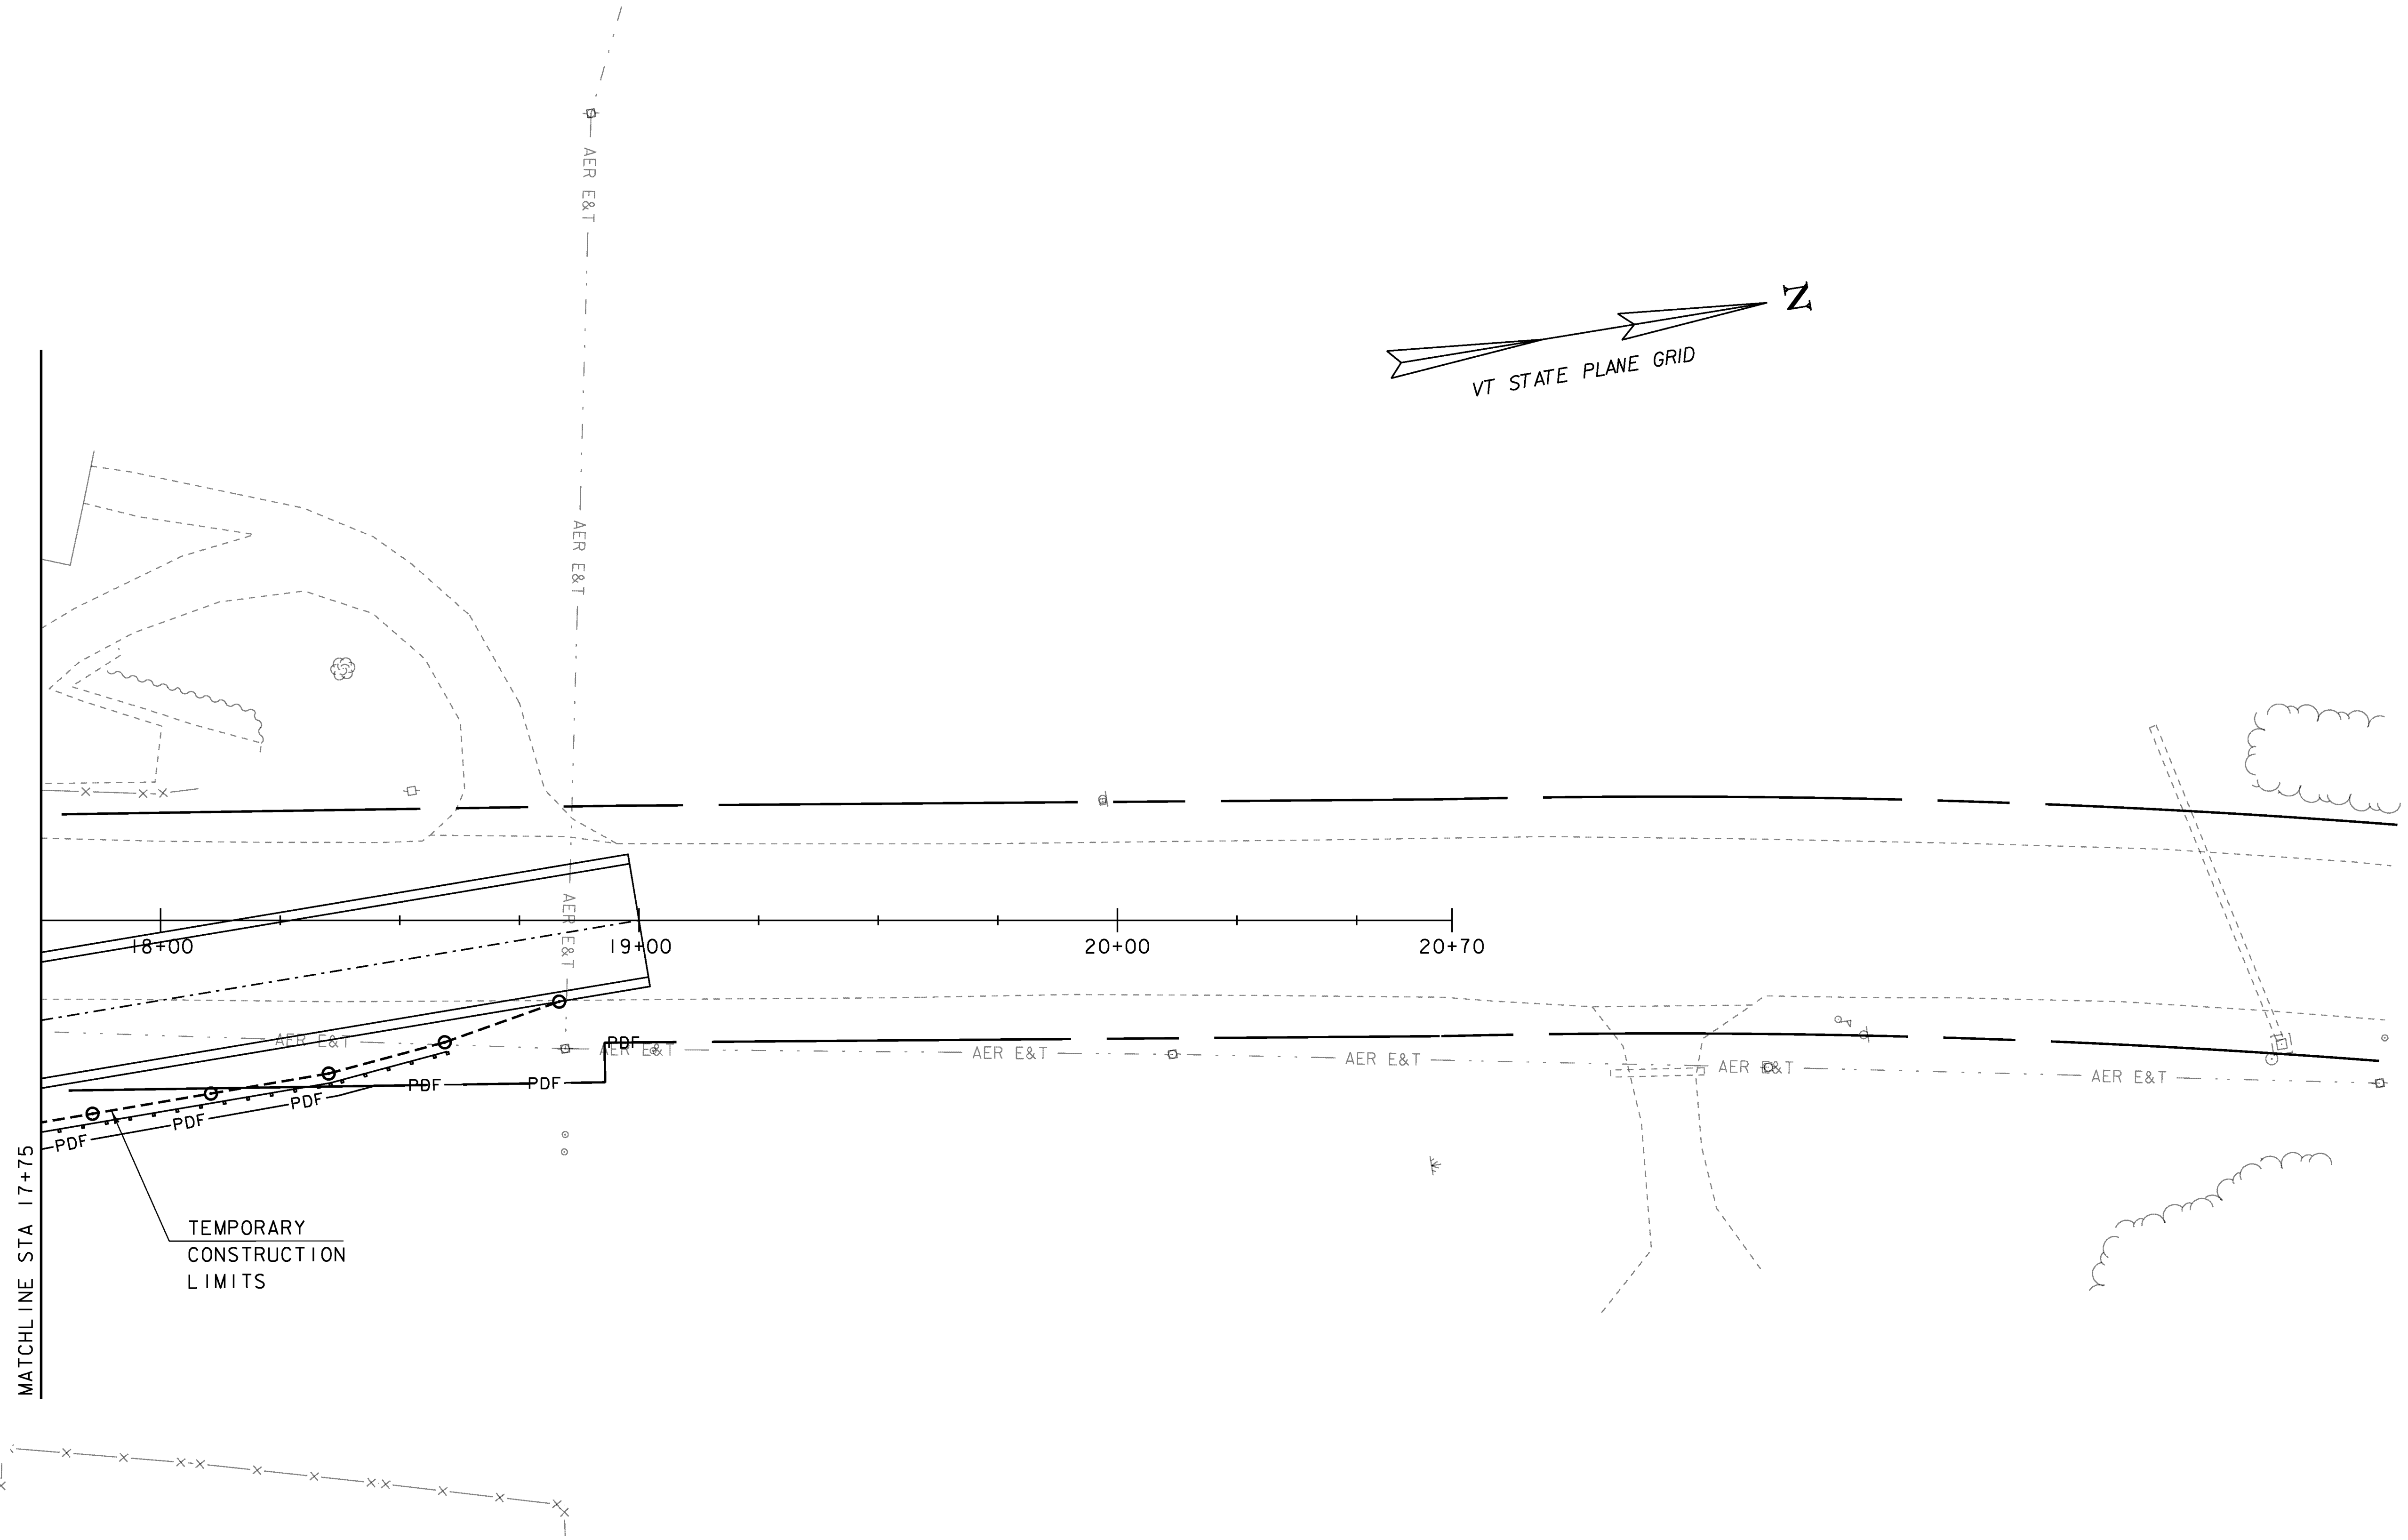 AER E&T
N
VT STATE PLANE GRID
AER E&T
AER E&T
18+00
19+00
20+00
20+70
AER E&T
PDF
AER E&T
AER E&T
AER E&T
AER E&T
AER E&T
PDF
PDF
PDF
PDF
PDF
MATCHLINE STA 17+75
TEMPORARY
CONSTRUCTION
LIMITS